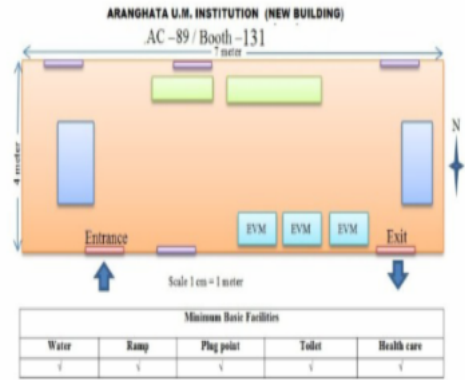 ARANGHATA U.M. INSTITUTION (NEW BUILDING)
AC –89 / Booth –131
7 meter
4 meter
N
EVM EVM EVM
Entrance Exit
Scale 1 cm = 1 meter
Minimum Basic Facilities
Water Ramp Plug point Toilet Health care
√ √ √ √ √